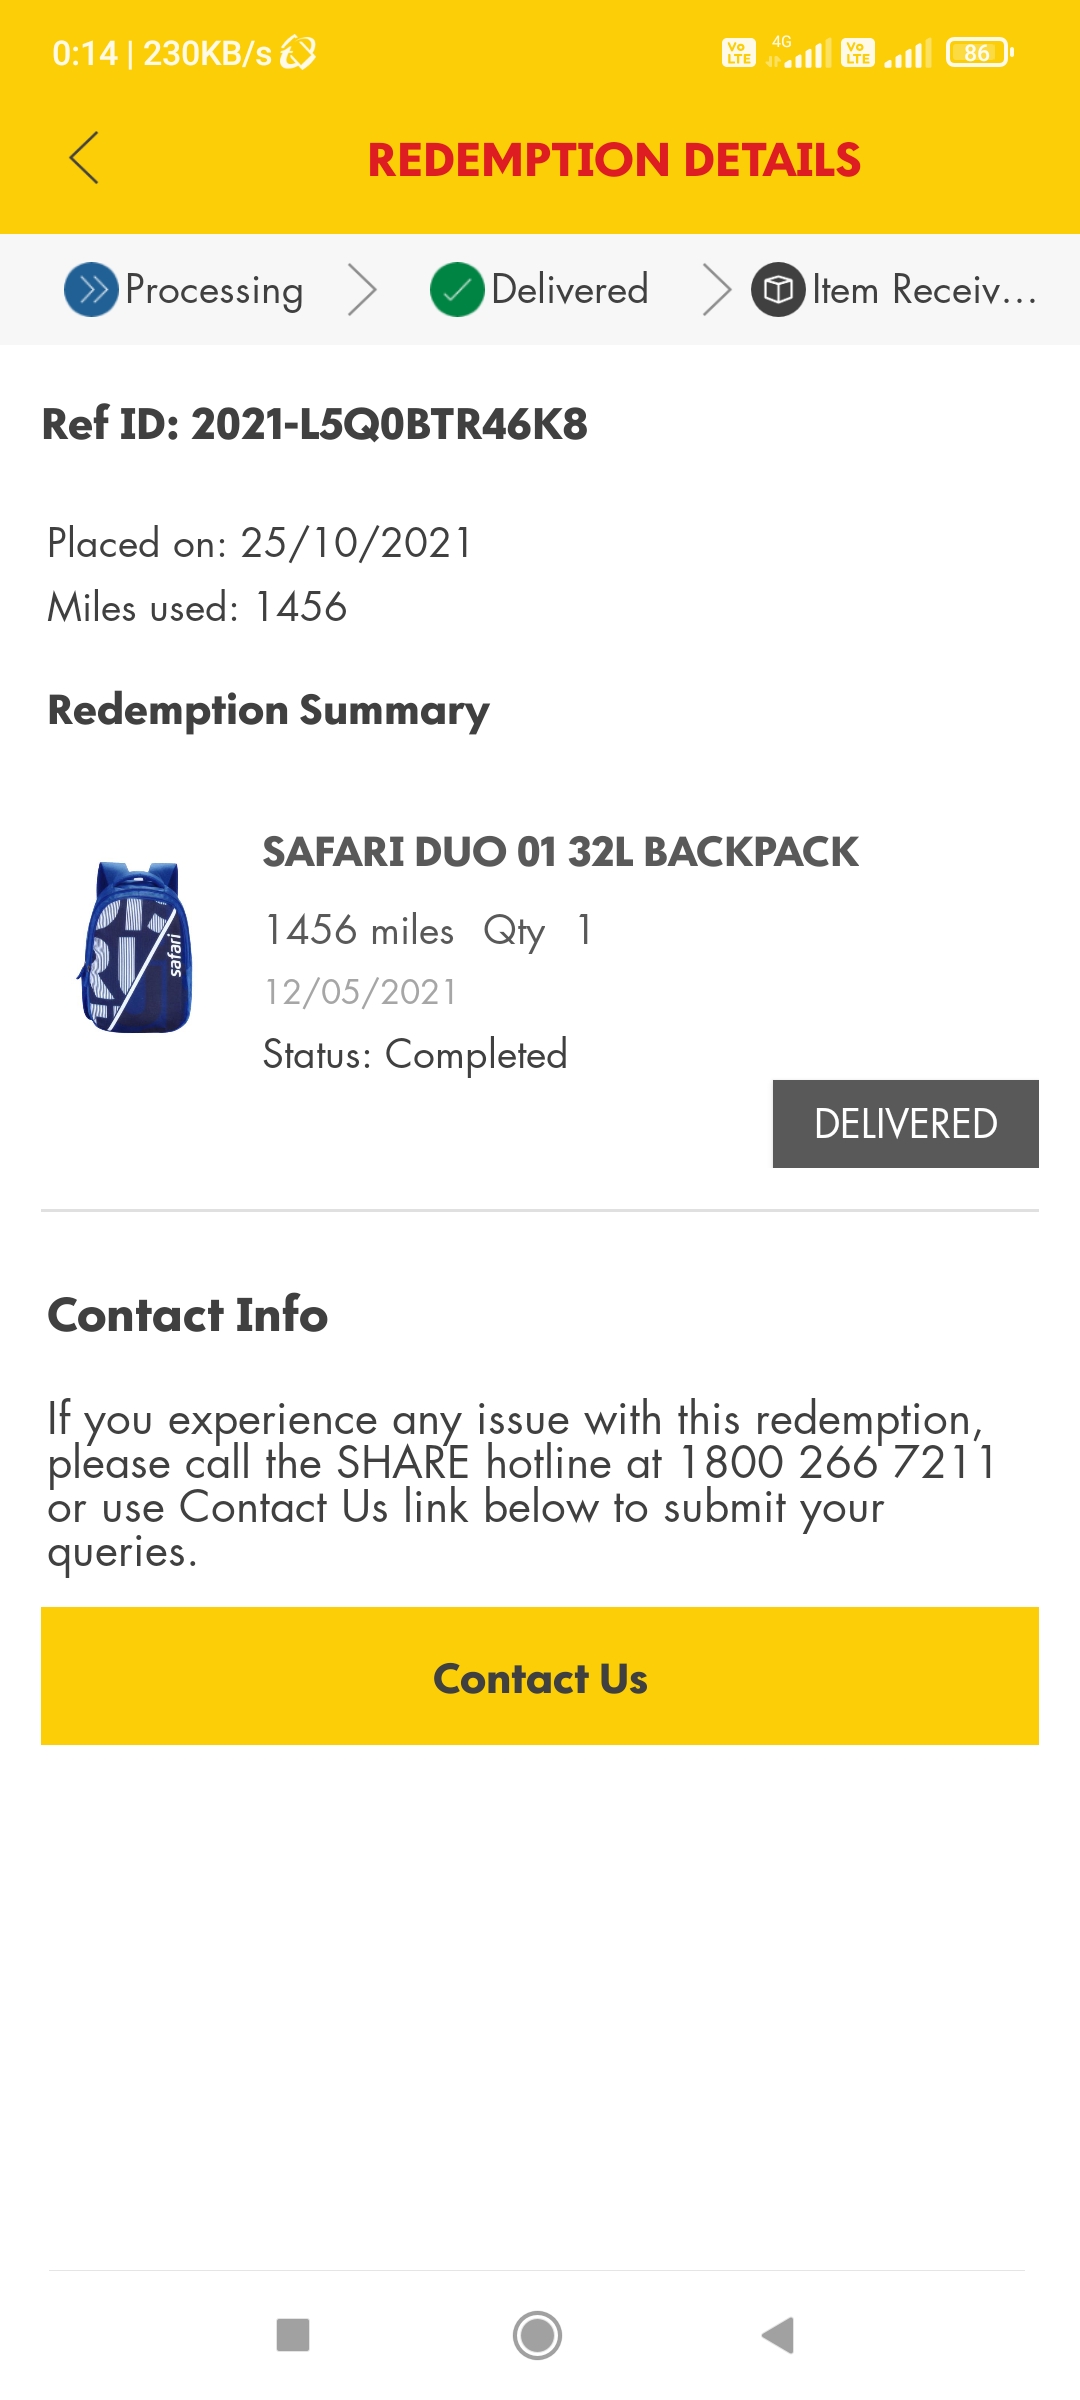 0:14 | 230KB/s
Vo LTE 4G Vo LTE 86
REDEMPTION DETAILS
Processing Delivered Item Receiv...
Ref ID: 2021-L5Q0BTR46K8
Placed on: 25/10/2021
Miles used: 1456
Redemption Summary
SAFARI DUO 01 32L BACKPACK
1456 miles Qty 1
safari
12/05/2021
Status: Completed
DELIVERED
Contact Info
If you experience any issue with this redemption,
please call the SHARE hotline at 1800 266 7211
or use Contact Us link below to submit your
queries.
Contact Us